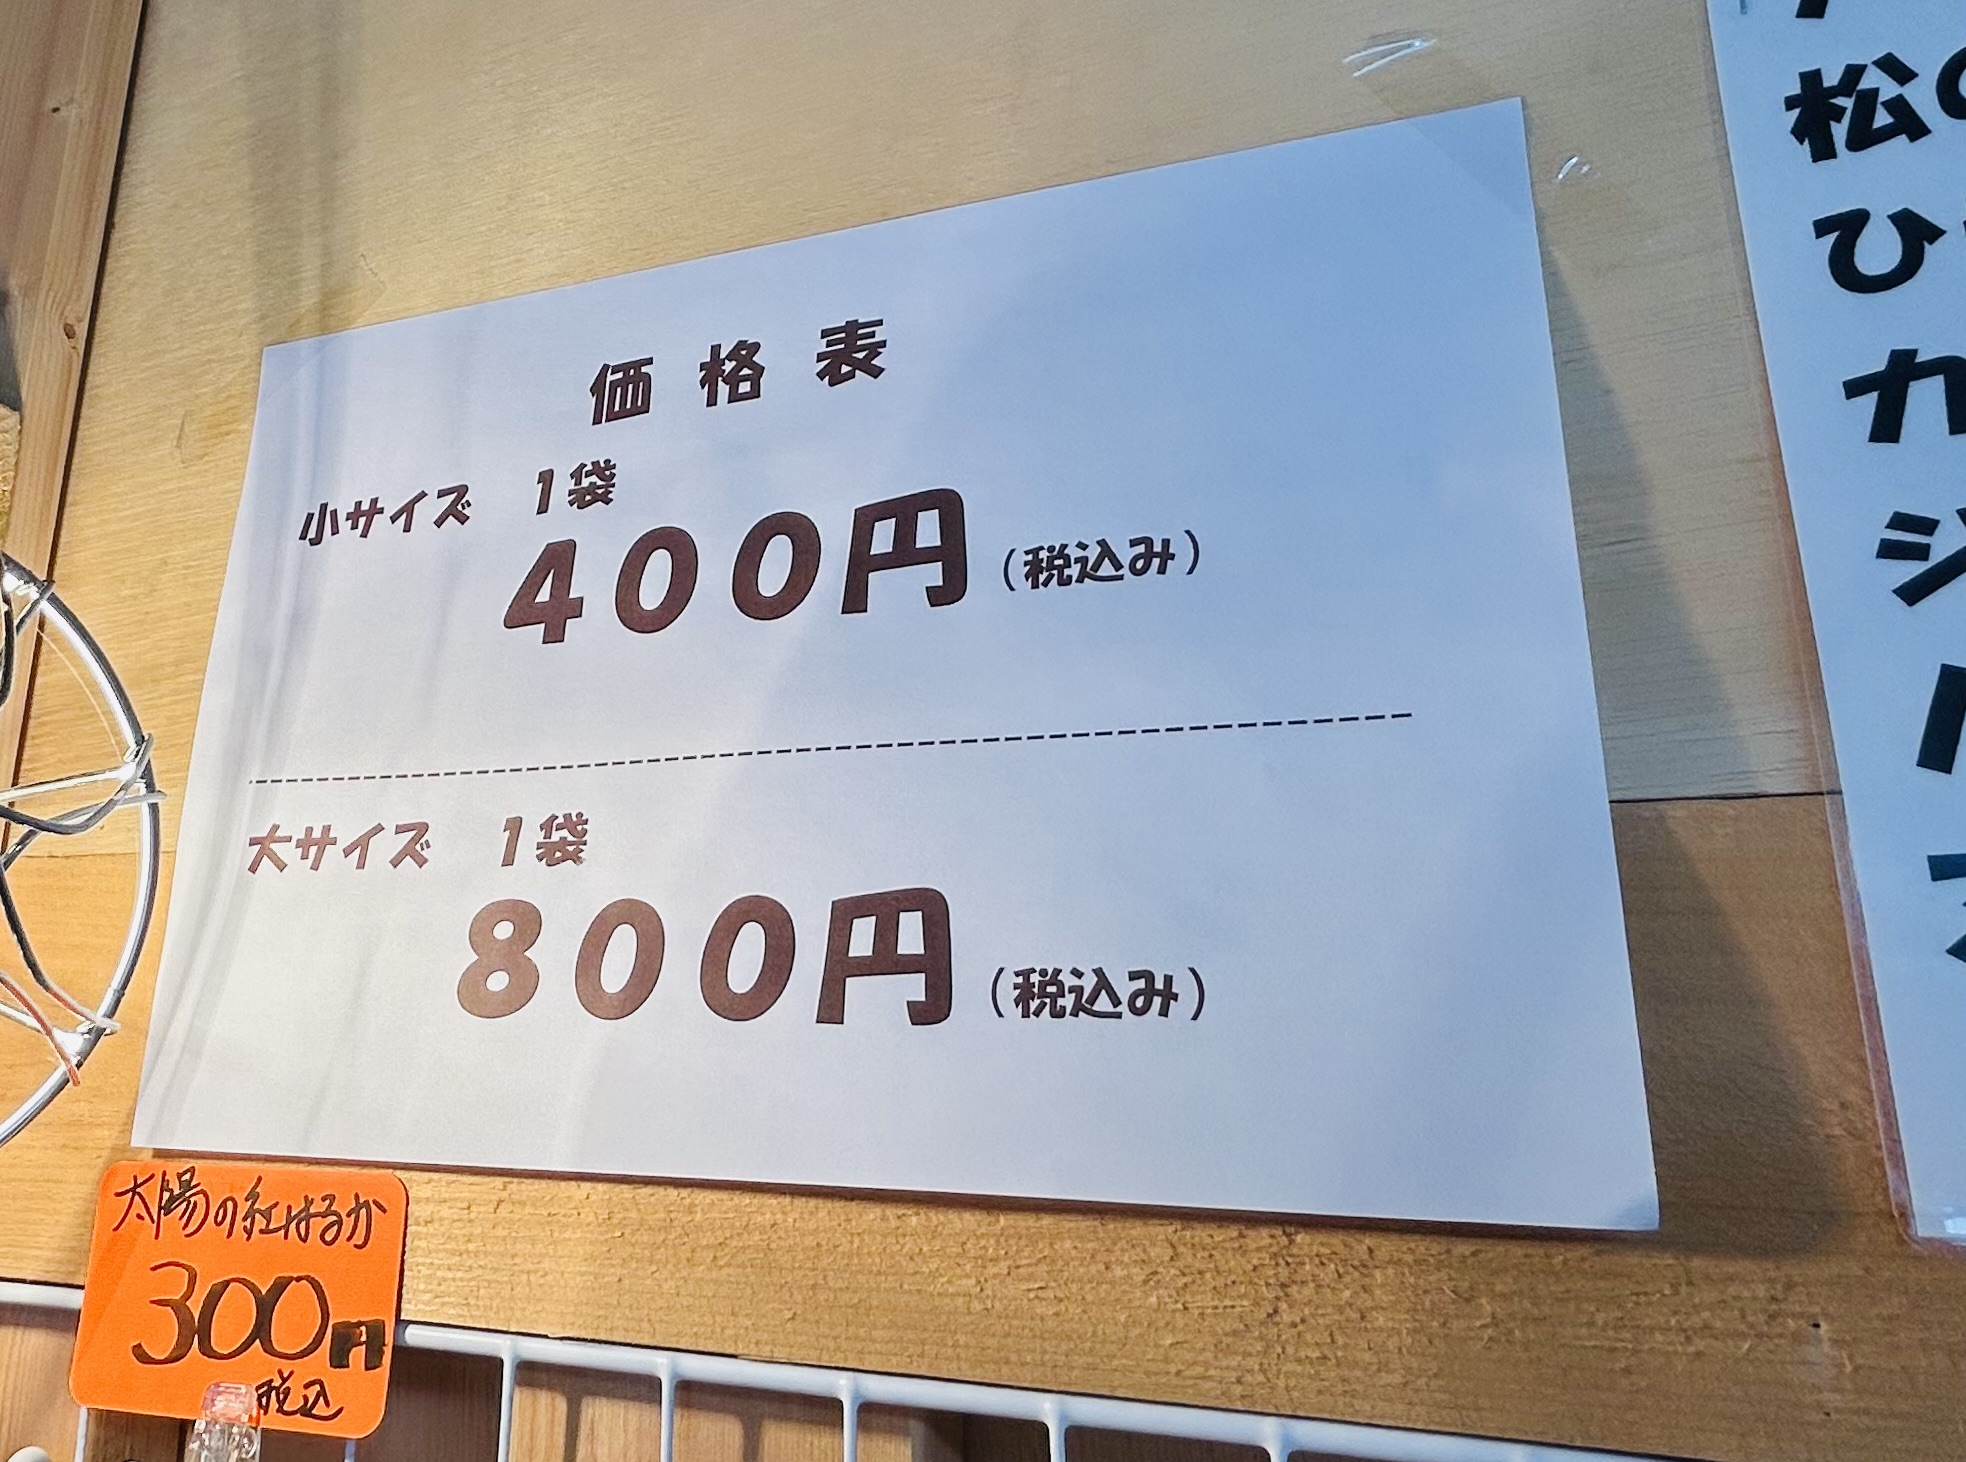 価格表
小サイズ 1袋
400円(税込み)
大サイズ 1袋
800円(税込み)
太陽の紅はるか
300円
税込
松の
ひ
カ
ジ